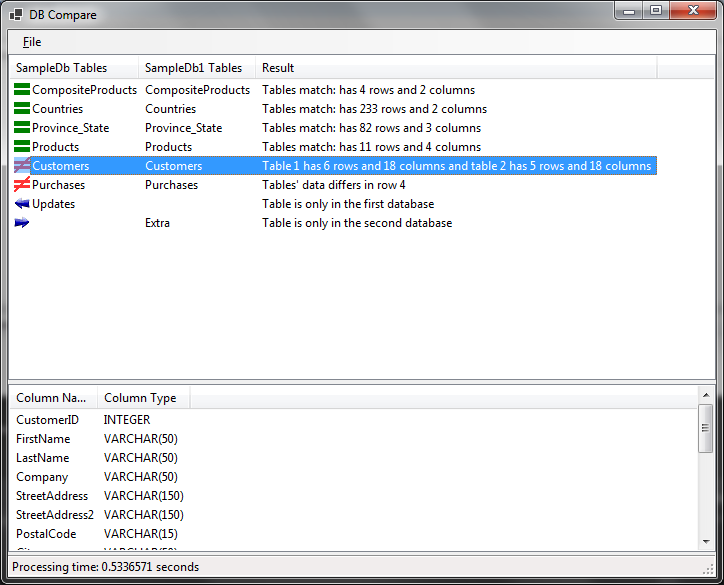 DB Compare
File
SampleDb Tables SampleDb1 Tables Result
CompositeProducts CompositeProducts Tables match: has 4 rows and 2 columns
Countries Countries Tables match: has 233 rows and 2 columns
Province_State Province_State Tables match: has 82 rows and 3 columns
Products Products Tables match: has 11 rows and 4 columns
Customers Customers Table 1 has 6 rows and 18 columns and table 2 has 5 rows and 18 columns
Purchases Purchases Tables' data differs in row 4
Updates Table is only in the first database
Extra Table is only in the second database
Column Na... Column Type
CustomerID INTEGER
FirstName VARCHAR(50)
LastName VARCHAR(50)
Company VARCHAR(50)
StreetAddress VARCHAR(150)
StreetAddress2 VARCHAR(150)
PostalCode VARCHAR(15)
Processing time: 0.5336571 seconds